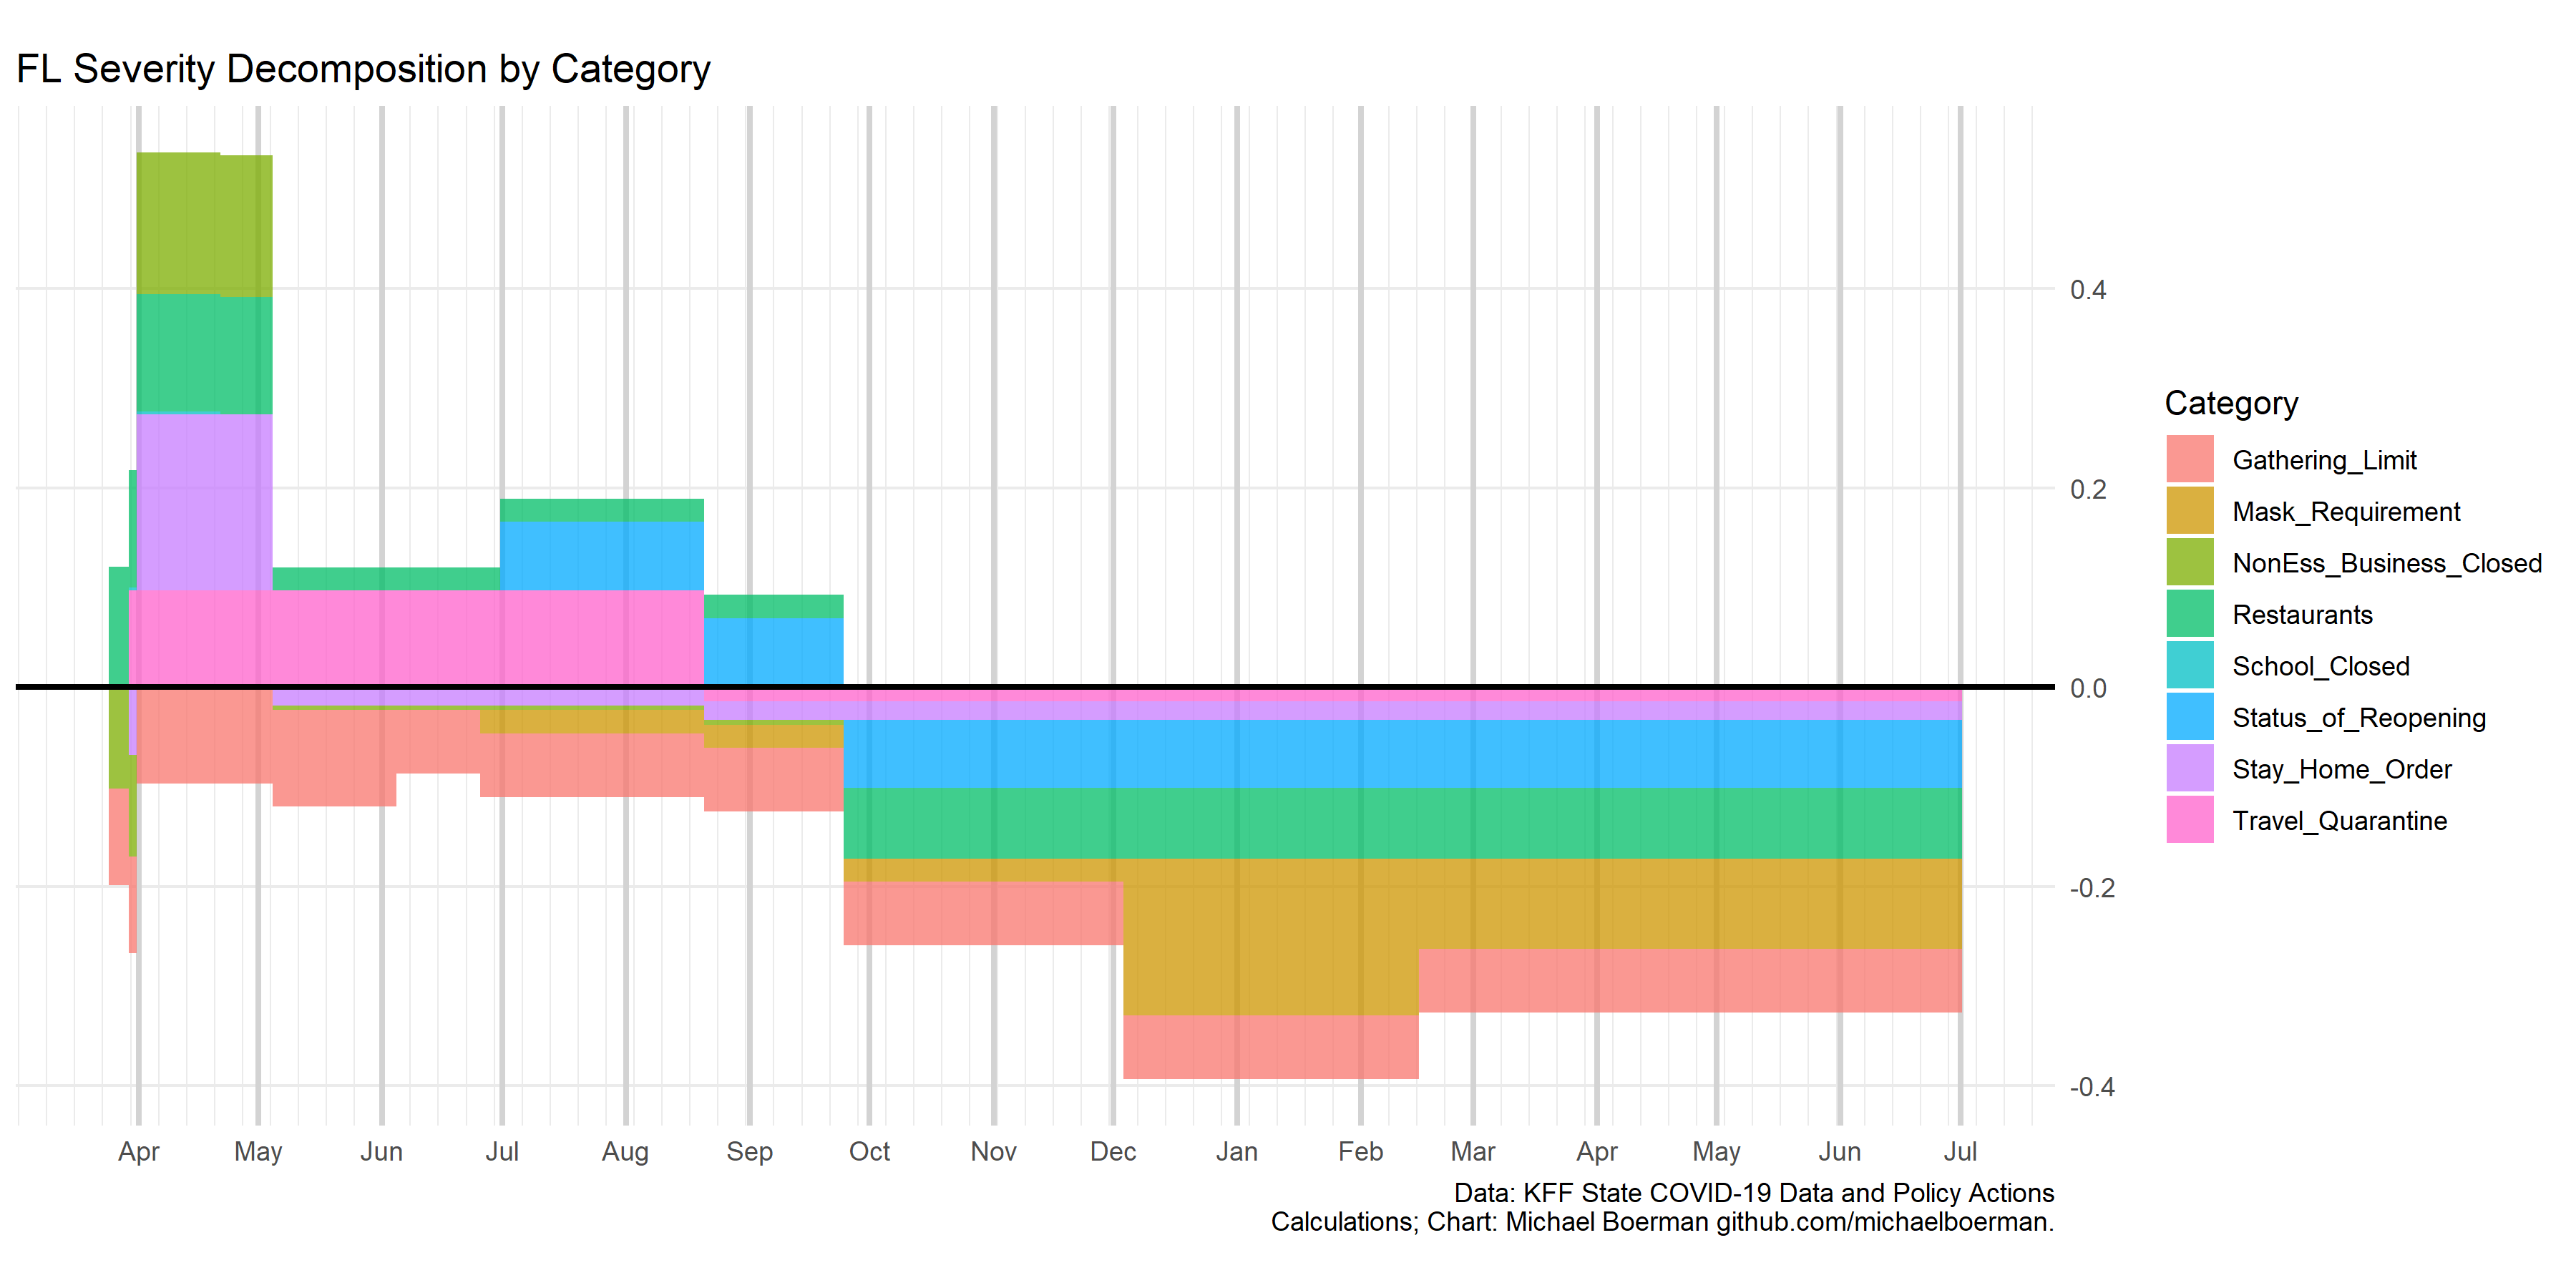 FL Severity Decomposition by Category
0.4
0.2
0.0
-0.2
-0.4
Apr May Jun Jul Aug Sep Oct Nov Dec Jan Feb Mar Apr May Jun Jul
Category
Gathering_Limit
Mask_Requirement
NonEss_Business_Closed
Restaurants
School_Closed
Status_of_Reopening
Stay_Home_Order
Travel_Quarantine
Data: KFF State COVID-19 Data and Policy Actions
Calculations; Chart: Michael Boerman github.com/michaelboerman.